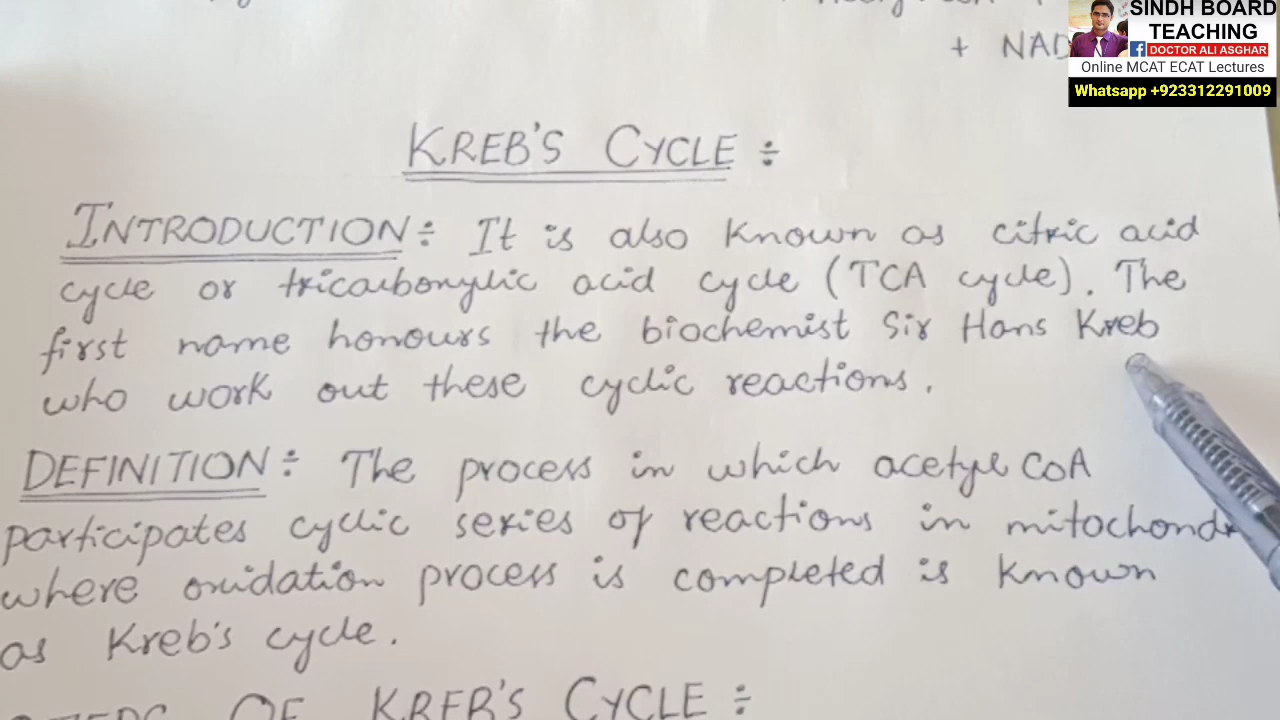 SINDH BOARD
TEACHING
DOCTOR ALI ASGHAR
Online MCAT ECAT Lectures
Whatsapp +923312291009
+ NAD
KREB'S CYCLE ÷
INTRODUCTION ÷ It is also known as citric acid
cycle or tricarbonylic acid cycle (TCA cycle). The
first name honours the biochemist Sir Hans Kreb
who work out these cyclic reactions.
DEFINITION ÷ The process in which acetyl CoA
participates cyclic series of reactions in mitochond
where oxidation process is completed is known
as Kreb's cycle.
OF KREB'S CYCLE ÷